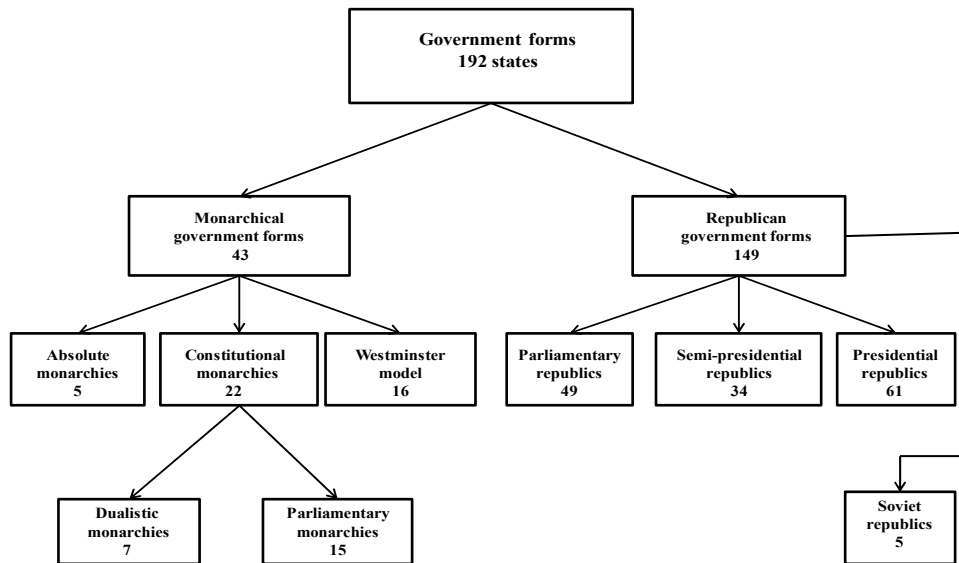 Government forms
192 states
Monarchical
government forms
43
Republican
government forms
149
Absolute
monarchies
5
Constitutional
monarchies
22
Westminster
model
16
Parliamentary
republics
49
Semi-presidential
republics
34
Presidential
republics
61
Dualistic
monarchies
7
Parliamentary
monarchies
15
Soviet
republics
5